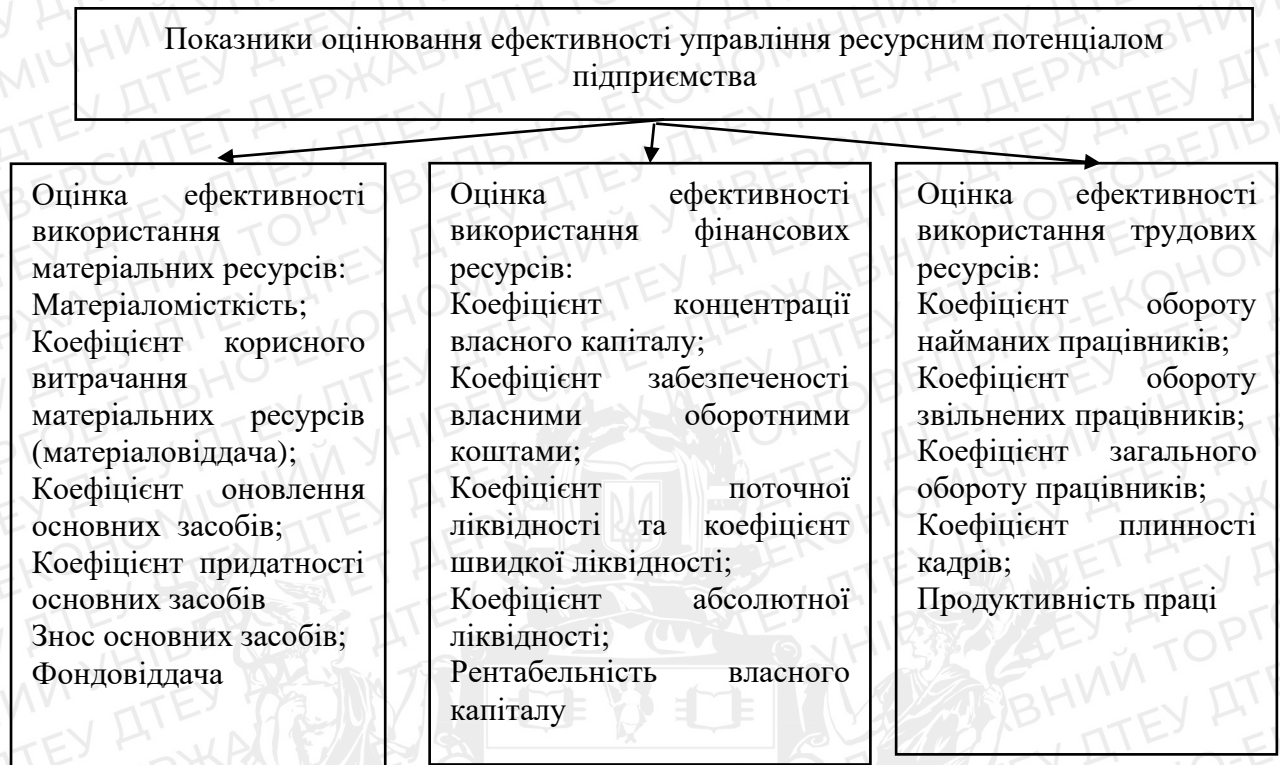 Показники оцінювання ефективності управління ресурсним потенціалом
підприємства
Оцінка ефективності
використання
матеріальних ресурсів:
Матеріаломісткість;
Коефіцієнт корисного
витрачання
матеріальних ресурсів
(матеріаловіддача);
Коефіцієнт оновлення
основних засобів;
Коефіцієнт придатності
основних засобів
Знос основних засобів;
Фондовіддача
Оцінка ефективності
використання фінансових
ресурсів:
Коефіцієнт концентрації
власного капіталу;
Коефіцієнт забезпеченості
власними оборотними
коштами;
Коефіцієнт поточної
ліквідності та коефіцієнт
швидкої ліквідності;
Коефіцієнт абсолютної
ліквідності;
Рентабельність власного
капіталу
Оцінка ефективності
використання трудових
ресурсів:
Коефіцієнт обороту
найманих працівників;
Коефіцієнт обороту
звільнених працівників;
Коефіцієнт загального
обороту працівників;
Коефіцієнт плинності
кадрів;
Продуктивність праці